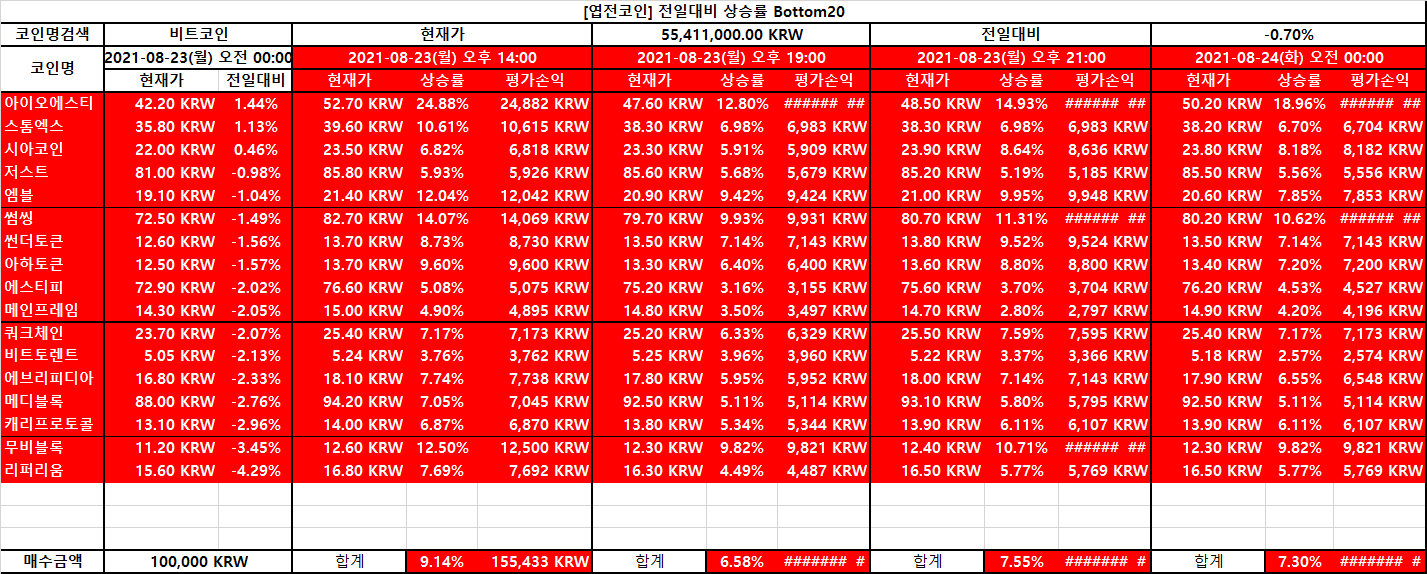 [엽전코인] 전일대비 상승률 Bottom20
코인명검색 비트코인 현재가 55,411,000.00 KRW 전일대비 -0.70%
코인명 2021-08-23(월) 오전 00:00 2021-08-23(월) 오후 14:00 2021-08-23(월) 오후 19:00 2021-08-23(월) 오후 21:00 2021-08-24(화) 오전 00:00
현재가 전일대비 현재가 상승률 평가손익 현재가 상승률 평가손익 현재가 상승률 평가손익 현재가 상승률 평가손익
아이오에스티 42.20 KRW 1.44% 52.70 KRW 24.88% 24,882 KRW 47.60 KRW 12.80% ###### ## 48.50 KRW 14.93% ###### ## 50.20 KRW 18.96% ###### ##
스톰엑스 35.80 KRW 1.13% 39.60 KRW 10.61% 10,615 KRW 38.30 KRW 6.98% 6,983 KRW 38.30 KRW 6.98% 6,983 KRW 38.20 KRW 6.70% 6,704 KRW
시아코인 22.00 KRW 0.46% 23.50 KRW 6.82% 6,818 KRW 23.30 KRW 5.91% 5,909 KRW 23.90 KRW 8.64% 8,636 KRW 23.80 KRW 8.18% 8,182 KRW
저스트 81.00 KRW -0.98% 85.80 KRW 5.93% 5,926 KRW 85.60 KRW 5.68% 5,679 KRW 85.20 KRW 5.19% 5,185 KRW 85.50 KRW 5.56% 5,556 KRW
엠블 19.10 KRW -1.04% 21.40 KRW 12.04% 12,042 KRW 20.90 KRW 9.42% 9,424 KRW 21.00 KRW 9.95% 9,948 KRW 20.60 KRW 7.85% 7,853 KRW
썸씽 72.50 KRW -1.49% 82.70 KRW 14.07% 14,069 KRW 79.70 KRW 9.93% 9,931 KRW 80.70 KRW 11.31% ###### ## 80.20 KRW 10.62% ###### ##
썬더토큰 12.60 KRW -1.56% 13.70 KRW 8.73% 8,730 KRW 13.50 KRW 7.14% 7,143 KRW 13.80 KRW 9.52% 9,524 KRW 13.50 KRW 7.14% 7,143 KRW
아하토큰 12.50 KRW -1.57% 13.70 KRW 9.60% 9,600 KRW 13.30 KRW 6.40% 6,400 KRW 13.60 KRW 8.80% 8,800 KRW 13.40 KRW 7.20% 7,200 KRW
에스티피 72.90 KRW -2.02% 76.60 KRW 5.08% 5,075 KRW 75.20 KRW 3.16% 3,155 KRW 75.60 KRW 3.70% 3,704 KRW 76.20 KRW 4.53% 4,527 KRW
메인프레임 14.30 KRW -2.05% 15.00 KRW 4.90% 4,895 KRW 14.80 KRW 3.50% 3,497 KRW 14.70 KRW 2.80% 2,797 KRW 14.90 KRW 4.20% 4,196 KRW
쿼크체인 23.70 KRW -2.07% 25.40 KRW 7.17% 7,173 KRW 25.20 KRW 6.33% 6,329 KRW 25.50 KRW 7.59% 7,595 KRW 25.40 KRW 7.17% 7,173 KRW
비트토렌트 5.05 KRW -2.13% 5.24 KRW 3.76% 3,762 KRW 5.25 KRW 3.96% 3,960 KRW 5.22 KRW 3.37% 3,366 KRW 5.18 KRW 2.57% 2,574 KRW
에브리피디아 16.80 KRW -2.33% 18.10 KRW 7.74% 7,738 KRW 17.80 KRW 5.95% 5,952 KRW 18.00 KRW 7.14% 7,143 KRW 17.90 KRW 6.55% 6,548 KRW
메디블록 88.00 KRW -2.76% 94.20 KRW 7.05% 7,045 KRW 92.50 KRW 5.11% 5,114 KRW 93.10 KRW 5.80% 5,795 KRW 92.50 KRW 5.11% 5,114 KRW
캐리프로토콜 13.10 KRW -2.96% 14.00 KRW 6.87% 6,870 KRW 13.80 KRW 5.34% 5,344 KRW 13.90 KRW 6.11% 6,107 KRW 13.90 KRW 6.11% 6,107 KRW
무비블록 11.20 KRW -3.45% 12.60 KRW 12.50% 12,500 KRW 12.30 KRW 9.82% 9,821 KRW 12.40 KRW 10.71% ###### ## 12.30 KRW 9.82% 9,821 KRW
리퍼리움 15.60 KRW -4.29% 16.80 KRW 7.69% 7,692 KRW 16.30 KRW 4.49% 4,487 KRW 16.50 KRW 5.77% 5,769 KRW 16.50 KRW 5.77% 5,769 KRW
매수금액 100,000 KRW 합계 9.14% 155,433 KRW 합계 6.58% ####### # 합계 7.55% ####### # 합계 7.30% ####### #